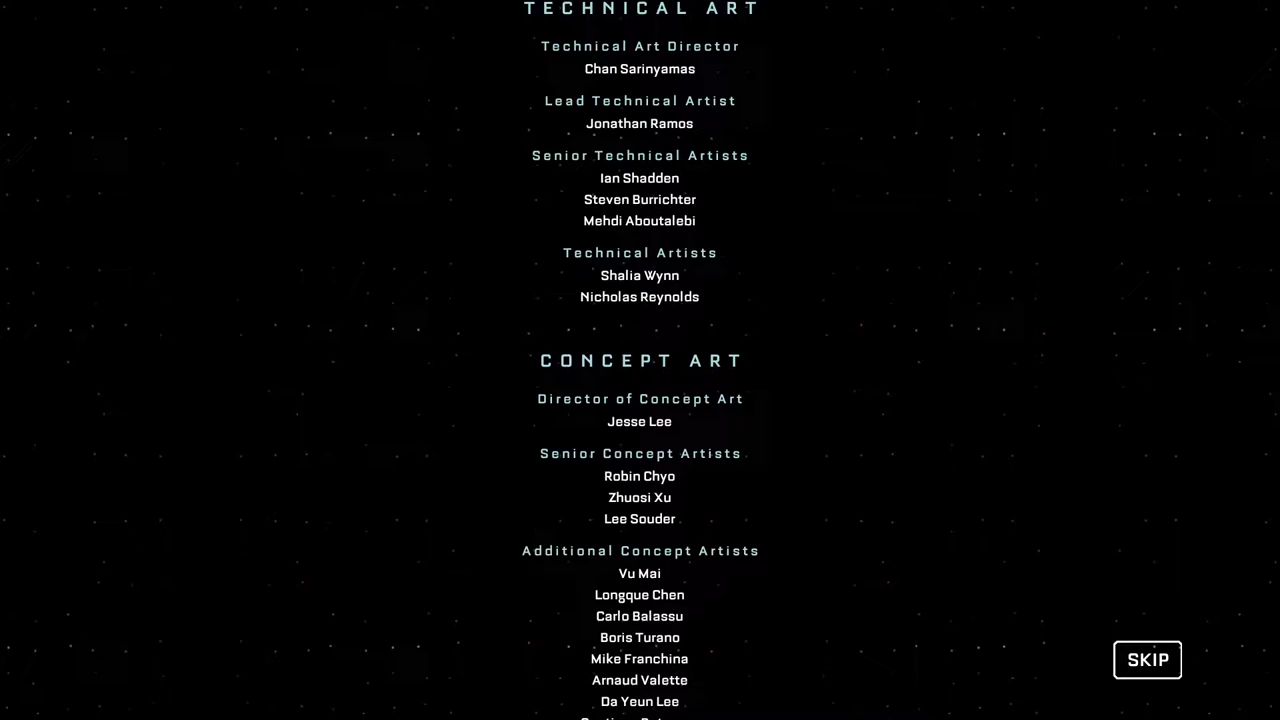 TECHNICAL ART
Technical Art Director
Chan Sarinyamas
Lead Technical Artist
Jonathan Ramos
Senior Technical Artists
Ian Shadden
Steven Burrichter
Mehdi Aboutalebi
Technical Artists
Shalia Wynn
Nicholas Reynolds
CONCEPT ART
Director of Concept Art
Jesse Lee
Senior Concept Artists
Robin Chyo
Zhuosi Xu
Lee Souder
Additional Concept Artists
Vu Mai
Longque Chen
Carlo Balassu
Boris Turano
Mike Franchina
SKIP
Arnaud Valette
Da Yeun Lee